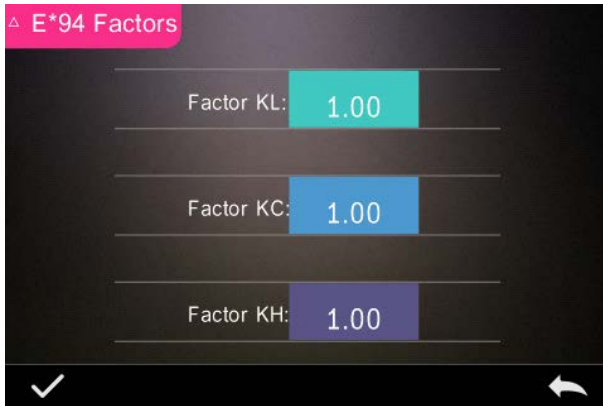 △ E*94 Factors
Factor KL: 1.00
Factor KC: 1.00
Factor KH: 1.00